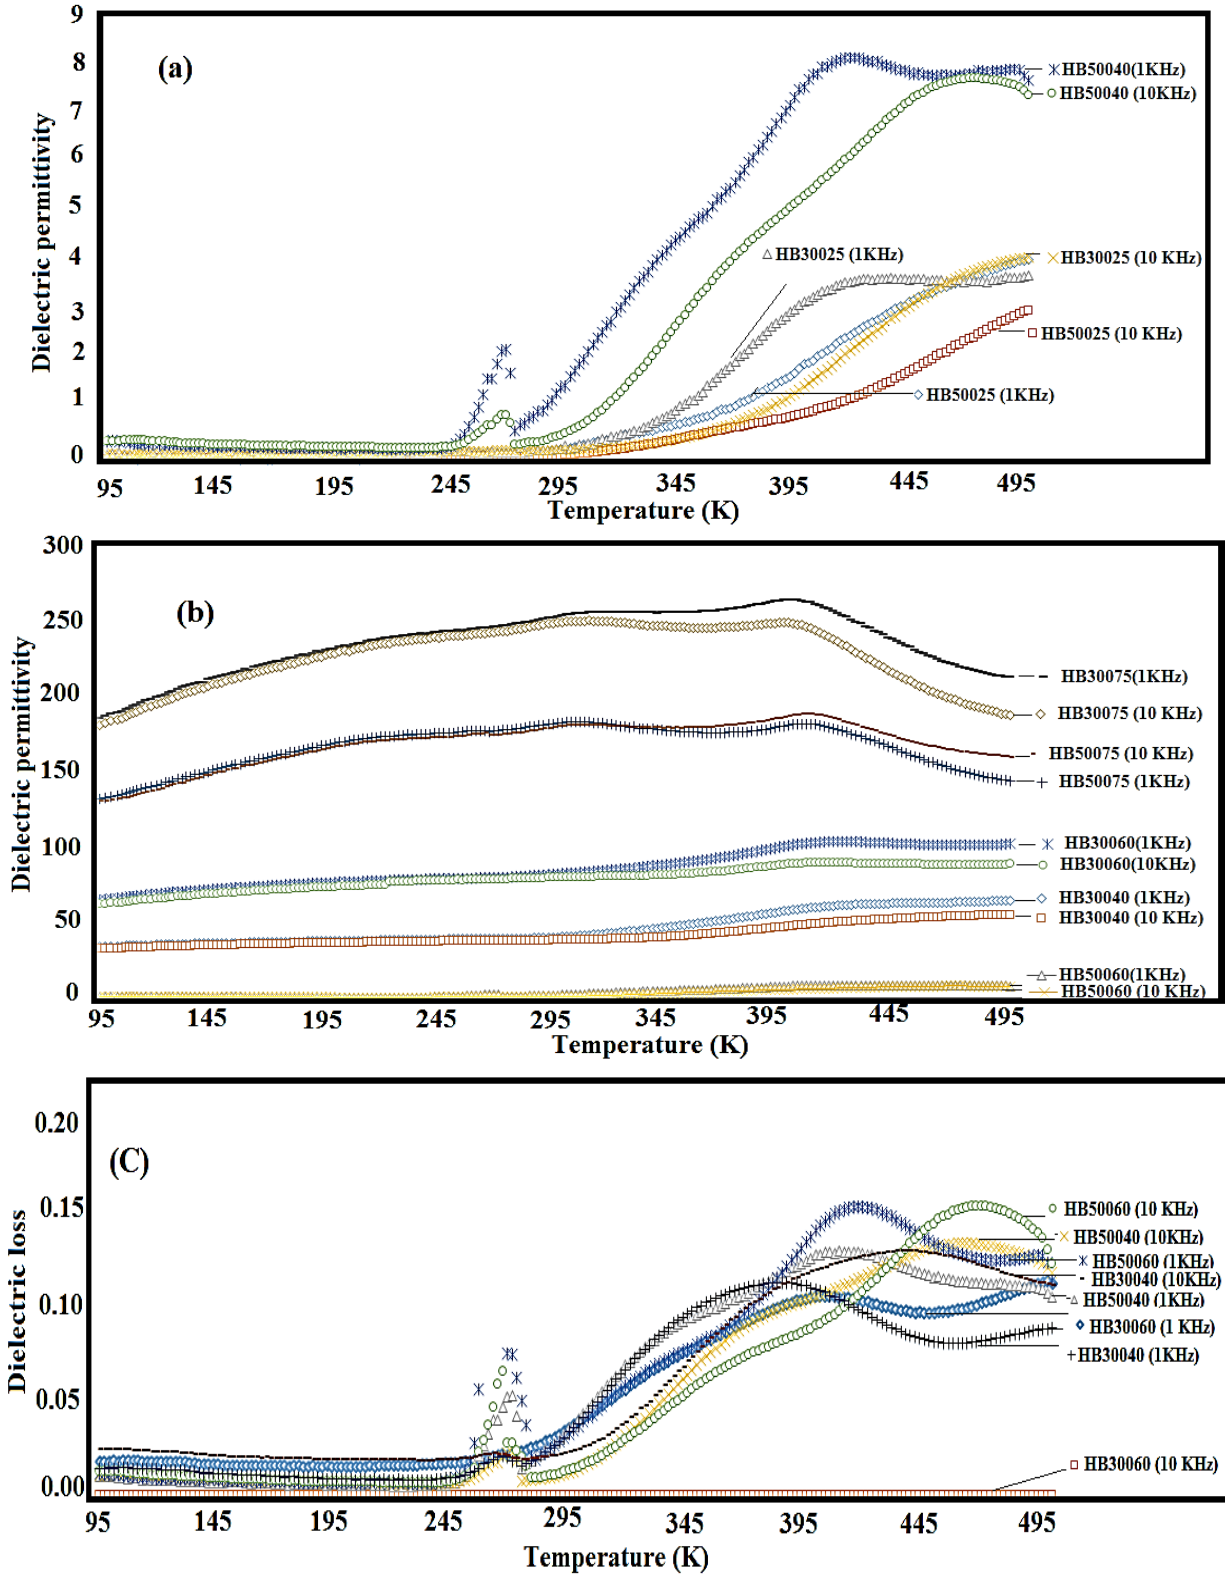 9
(a)
8
HB50040(1KHz)
HB50040 (10KHz)
7
6
5
4
HB30025 (1KHz)
HB30025 (10 KHz)
3
HB50025 (10 KHz)
2
1
HB50025 (1KHz)
0
Dielectric permittivity
95 145 195 245 295 345 395 445 495
Temperature (K)
300
(b)
250
HB30075(1KHz)
200
HB30075 (10 KHz)
HB50075 (10 KHz)
150
HB50075 (1KHz)
100
HB30060(1KHz)
HB30060(10KHz)
HB30040 (1KHz)
50
HB30040 (10 KHz)
HB50060(1KHz)
0
HB50060 (10 KHz)
Dielectric permittivity
95 145 195 245 295 345 395 445 495
Temperature (K)
0.20
(C)
0.15
HB50060 (10 KHz)
HB50040 (10KHz)
HB50060 (1KHz)
HB30040 (10KHz)
0.10
HB50040 (1KHz)
HB30060 (1 KHz)
HB30040 (1KHz)
0.05
HB30060 (10 KHz)
0.00
Dielectric loss
95 145 195 245 295 345 395 445 495
Temperature (K)